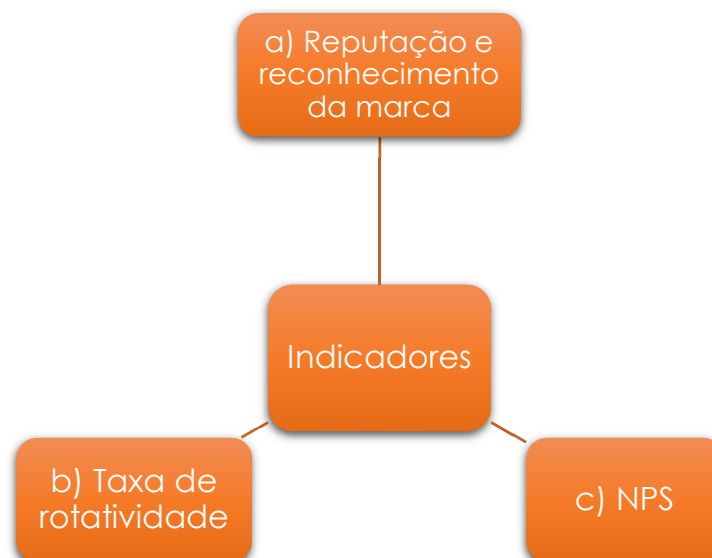 a) Reputação e
reconhecimento
da marca
Indicadores
b) Taxa de
rotatividade
c) NPS